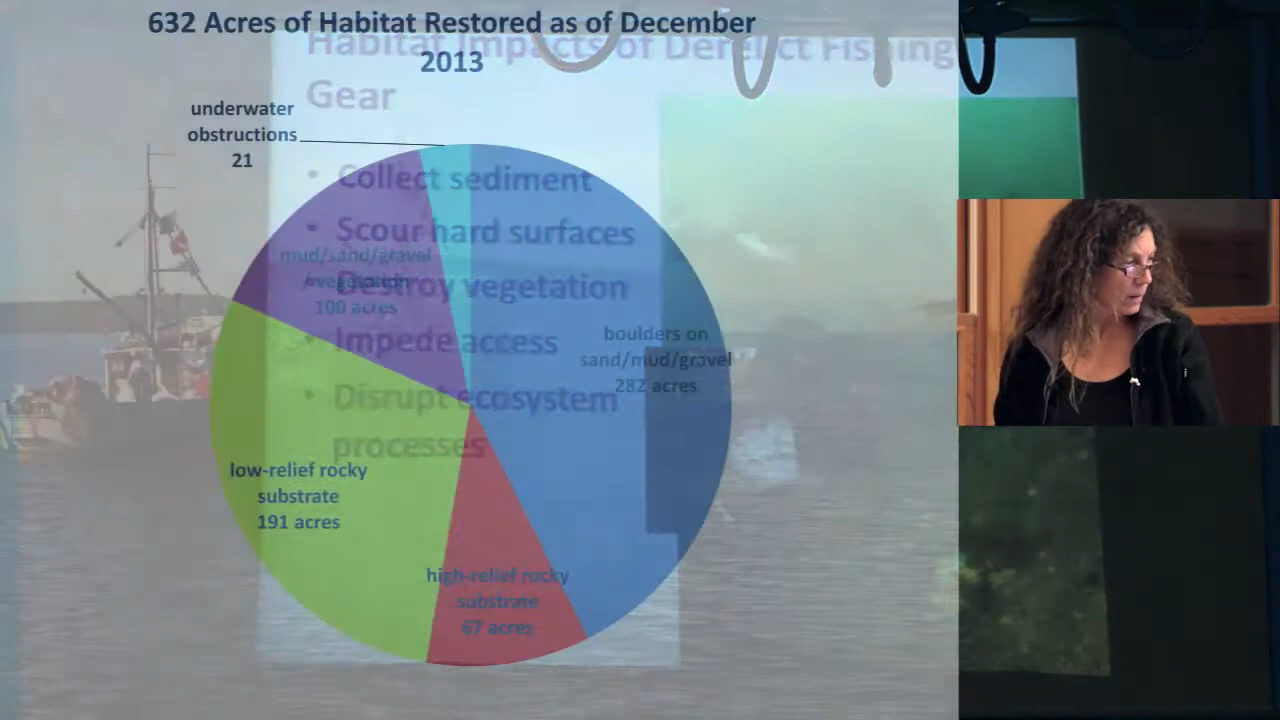 632 Acres of Habitat Restored as of December
2013
Habitat Impacts of Derelict Fishing
Gear
underwater
obstructions
21
• Collect sediment
• Scour hard surfaces
• Destroy vegetation
• Impede access
• Disrupt ecosystem
processes
mud/sand/gravel
/vegetation
100 acres
boulders on
sand/mud/gravel
282 acres
low-relief rocky
substrate
191 acres
high-relief rocky
substrate
67 acres